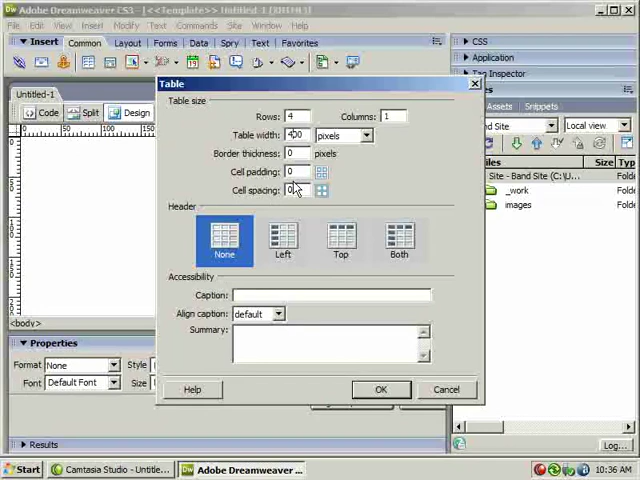 Adobe Dreamweaver CS3 - [<<Template>> Untitled-1 (XHTML)]
File Edit View Insert Modify Text Commands Site Window Help
Insert Common Layout Forms Data Spry Text Favorites
CSS
Application
Tag Inspector
Untitled-1
Code Split Design
Table
Table size
Rows: 4 Columns: 1
Table width: 400 pixels
Border thickness: 0 pixels
Cell padding: 0
Cell spacing: 0
Header
None Left Top Both
Accessibility
Caption:
Align caption: default
Summary:
Help OK Cancel
Assets Snippets
Local view
Size Type
Site - Band Site (C:\U...
Folde
_work Folde
images Folde
<body>
Properties
Format None Style
Font Default Font Size
Results
Log...
Start Camtasia Studio - Untitle... Adobe Dreamweaver ... 10:36 AM